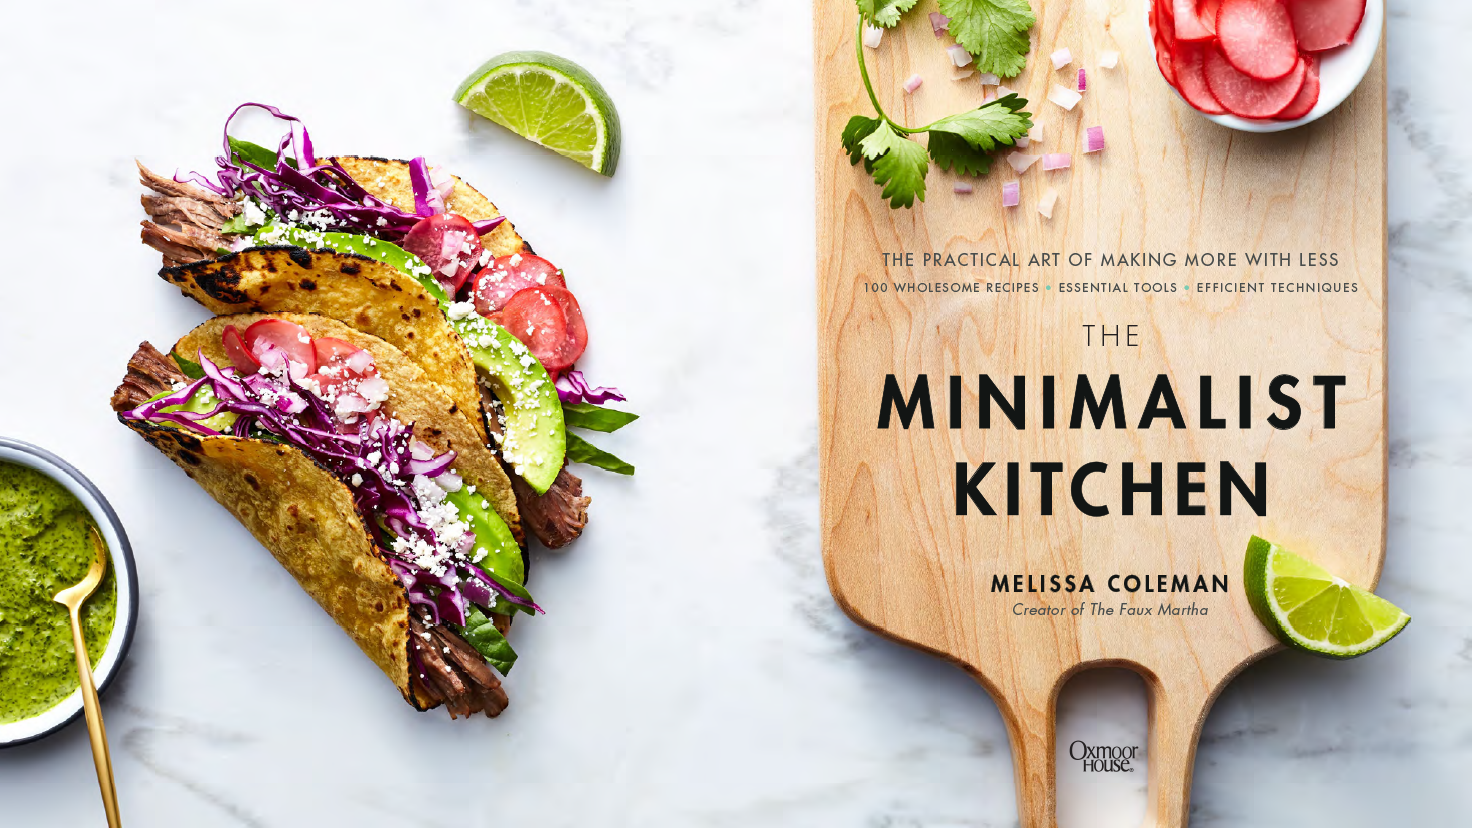 THE PRACTICAL ART OF MAKING MORE WITH LESS
100 WHOLESOME RECIPES • ESSENTIAL TOOLS • EFFICIENT TECHNIQUES
THE
MINIMALIST
KITCHEN
MELISSA COLEMAN
Creator of The Faux Martha
Oxmoor
HOUSE®